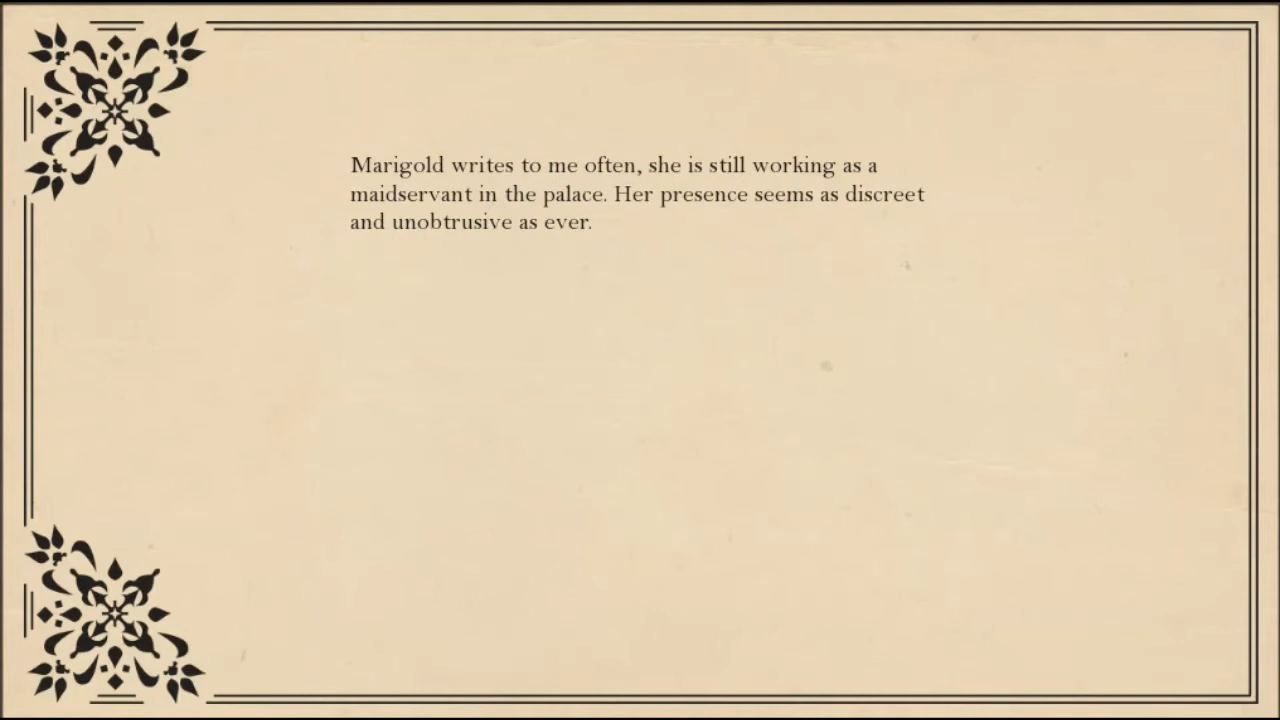 Marigold writes to me often, she is still working as a
maidservant in the palace. Her presence seems as discreet
and unobtrusive as ever.